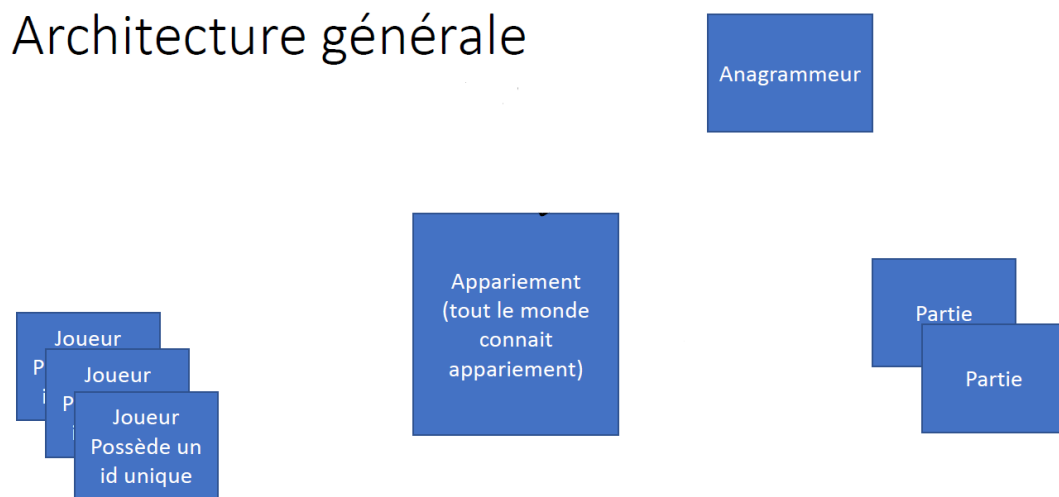 Architecture générale
Anagrammeur
Appariement
(tout le monde
connait
appariement)
Partie
Partie
Joueur
P
i
Joueur
P
i
Joueur
Possède un
id unique